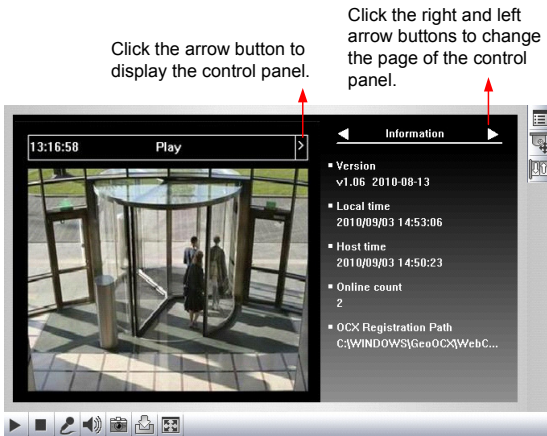 Click the arrow button to
display the control panel.
Click the right and left
arrow buttons to change
the page of the control
panel.
13:16:58 Play >
Information
Version
v1.06 2010-08-13
Local time
2010/09/03 14:53:06
Host time
2010/09/03 14:50:23
Online count
2
OCX Registration Path
C:\WINDOWS\GeoOCX\WebC...